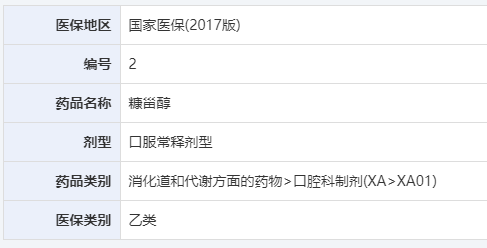 医保地区 国家医保(2017版)
编号 2
药品名称 糠甾醇
剂型 口服常释剂型
药品类别 消化道和代谢方面的药物>口腔科制剂(XA>XA01)
医保类别 乙类